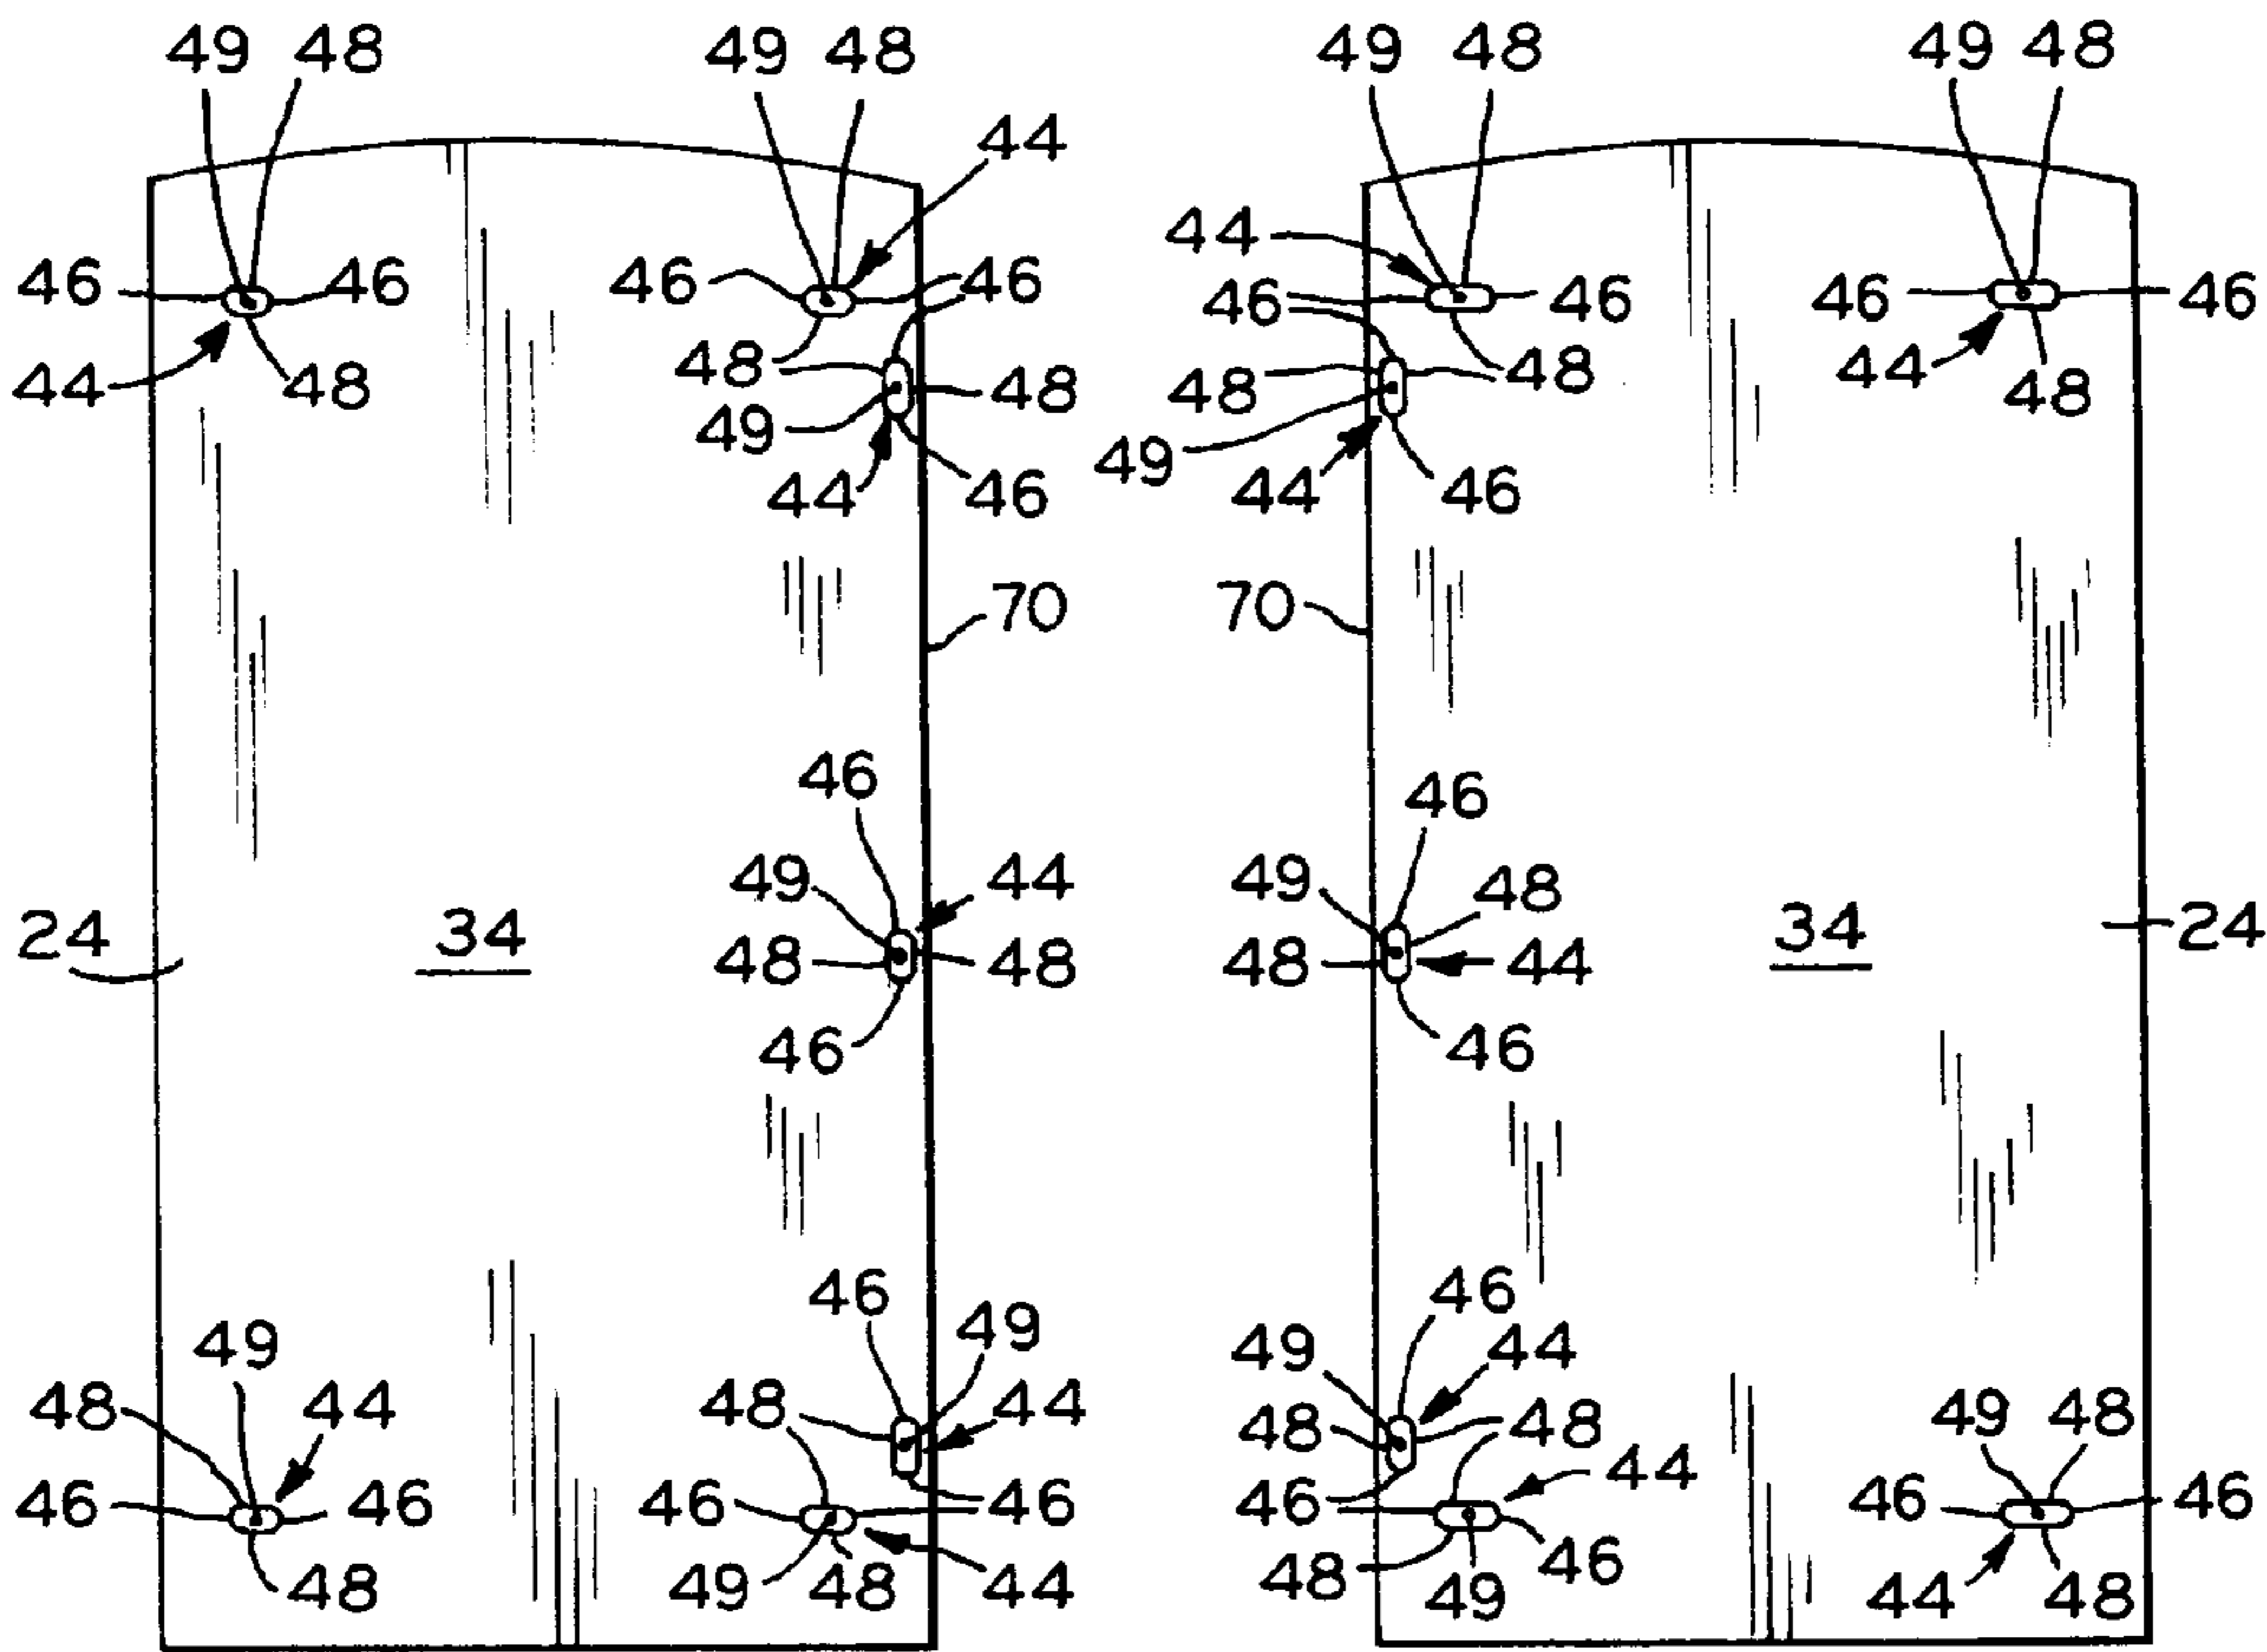 49 48 49 48 49 48 49 48
44
44
46 46 46 46 46 46 46 46
44 48 48 48 48 48 44 48
49 49
44 46 44 46
70 70
46 46
49 44 49 48
24 34 48 48 48 44 34 24
46 46
46 49 46
49 49 44
48 44 48 44 48 48 49 48
44
46 46 46 46 46 46 46
48 49 48 44 48 49 46 44 48